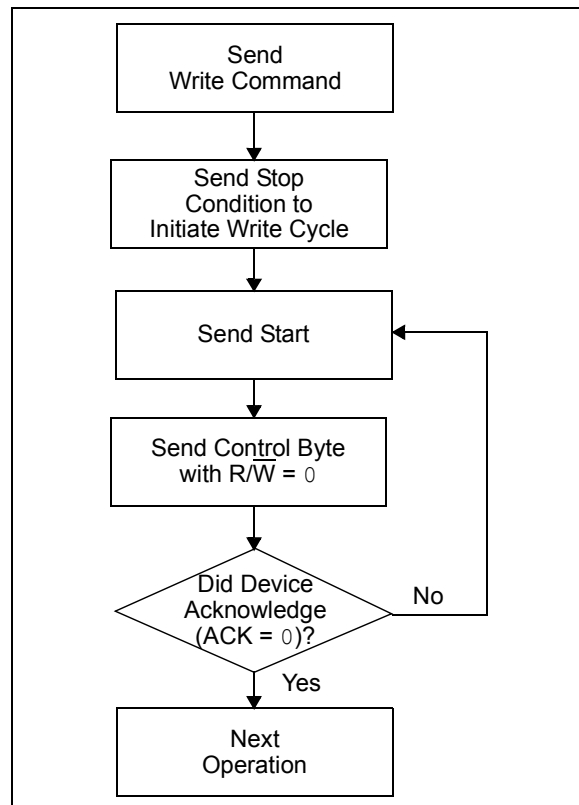 Send
Write Command
Send Stop
Condition to
Initiate Write Cycle
Send Start
Send Control Byte
with R/W̅ = 0
Did Device
Acknowledge
(ACK = 0)?
No
Yes
Next
Operation